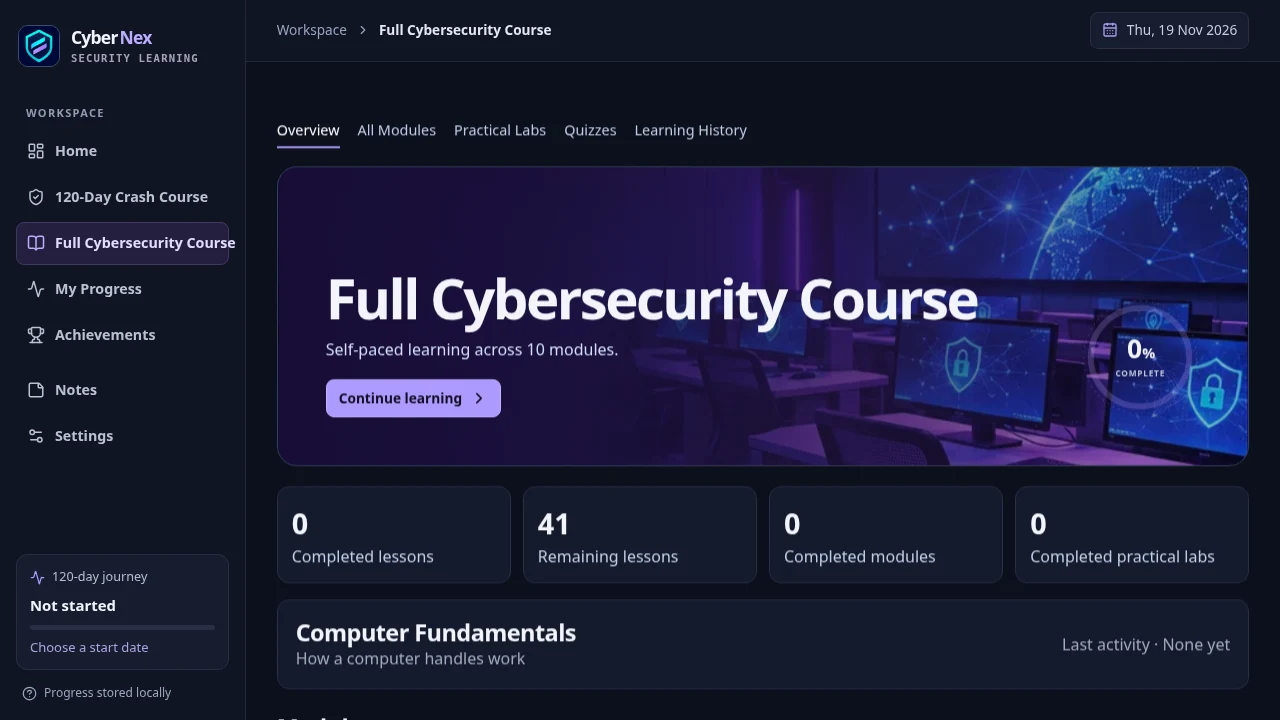 CyberNex
SECURITY LEARNING
WORKSPACE
Home
120-Day Crash Course
Full Cybersecurity Course
My Progress
Achievements
Notes
Settings
120-day journey
Not started
Choose a start date
Progress stored locally
Workspace > Full Cybersecurity Course
Thu, 19 Nov 2026
Overview All Modules Practical Labs Quizzes Learning History
Full Cybersecurity Course
Self-paced learning across 10 modules.
Continue learning
0%
COMPLETE
0
Completed lessons
41
Remaining lessons
0
Completed modules
0
Completed practical labs
Computer Fundamentals
How a computer handles work
Last activity · None yet